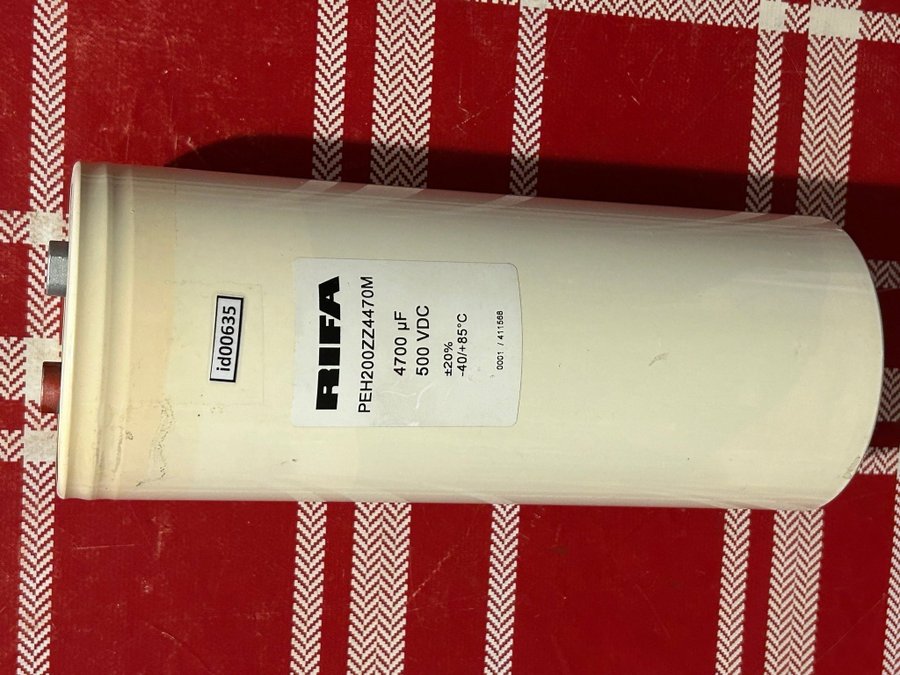 id00635
RIFA
PEH200ZZ4470M
4700 µF
500 VDC
±20%
-40/+85°C
0001 / 411568